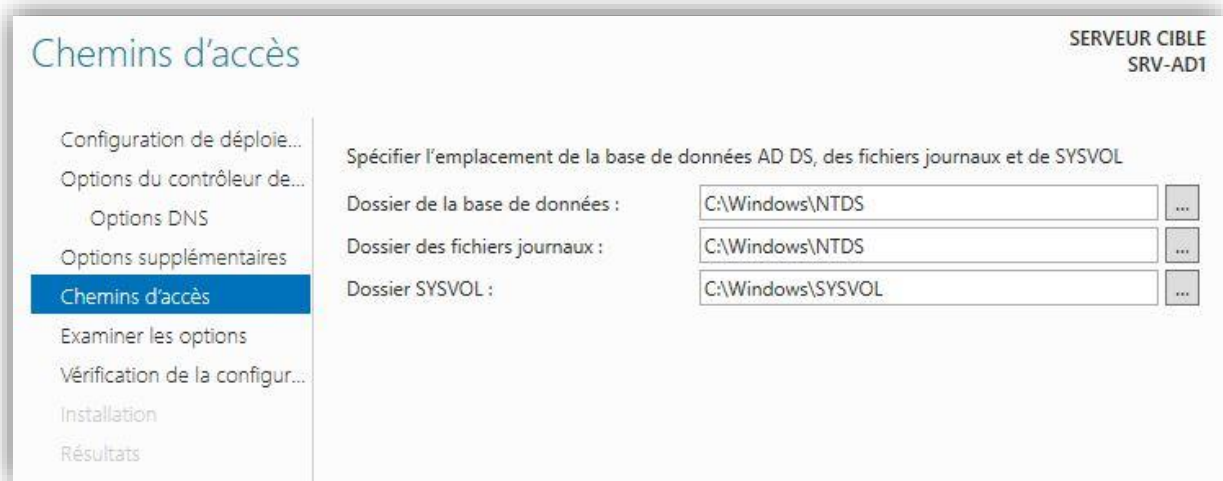 Chemins d’accès
SERVEUR CIBLE
SRV-AD1
Configuration de déploie...
Options du contrôleur de...
Options DNS
Options supplémentaires
Chemins d’accès
Examiner les options
Vérification de la configur...
Installation
Résultats
Spécifier l’emplacement de la base de données AD DS, des fichiers journaux et de SYSVOL
Dossier de la base de données : C:\Windows\NTDS ...
Dossier des fichiers journaux : C:\Windows\NTDS ...
Dossier SYSVOL : C:\Windows\SYSVOL ...